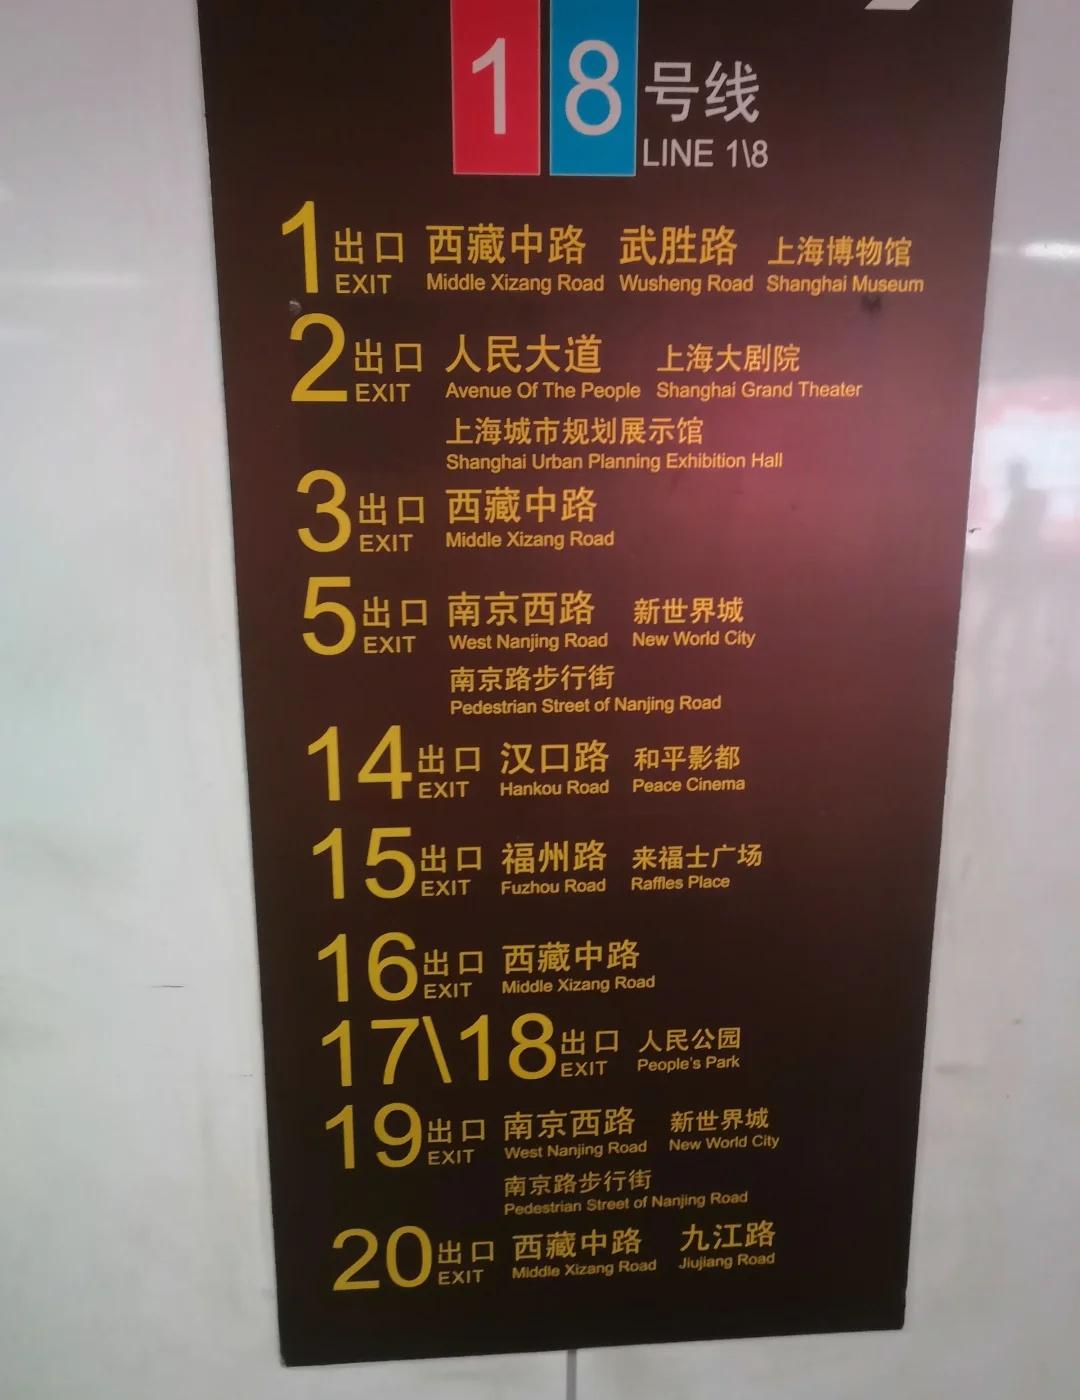 1 8 号线
LINE 1\8
1 出口 西藏中路 武胜路 上海博物馆
EXIT Middle Xizang Road Wusheng Road Shanghai Museum
2 出口 人民大道 上海大剧院
EXIT Avenue Of The People Shanghai Grand Theater
上海城市规划展示馆
Shanghai Urban Planning Exhibition Hall
3 出口 西藏中路
EXIT Middle Xizang Road
5 出口 南京西路 新世界城
EXIT West Nanjing Road New World City
南京路步行街
Pedestrian Street of Nanjing Road
14 出口 汉口路 和平影都
EXIT Hankou Road Peace Cinema
15 出口 福州路 来福士广场
EXIT Fuzhou Road Raffles Place
16 出口 西藏中路
EXIT Middle Xizang Road
17\18 出口 人民公园
EXIT People's Park
19 出口 南京西路 新世界城
EXIT West Nanjing Road New World City
南京路步行街
Pedestrian Street of Nanjing Road
20 出口 西藏中路 九江路
EXIT Middle Xizang Road Jiujiang Road